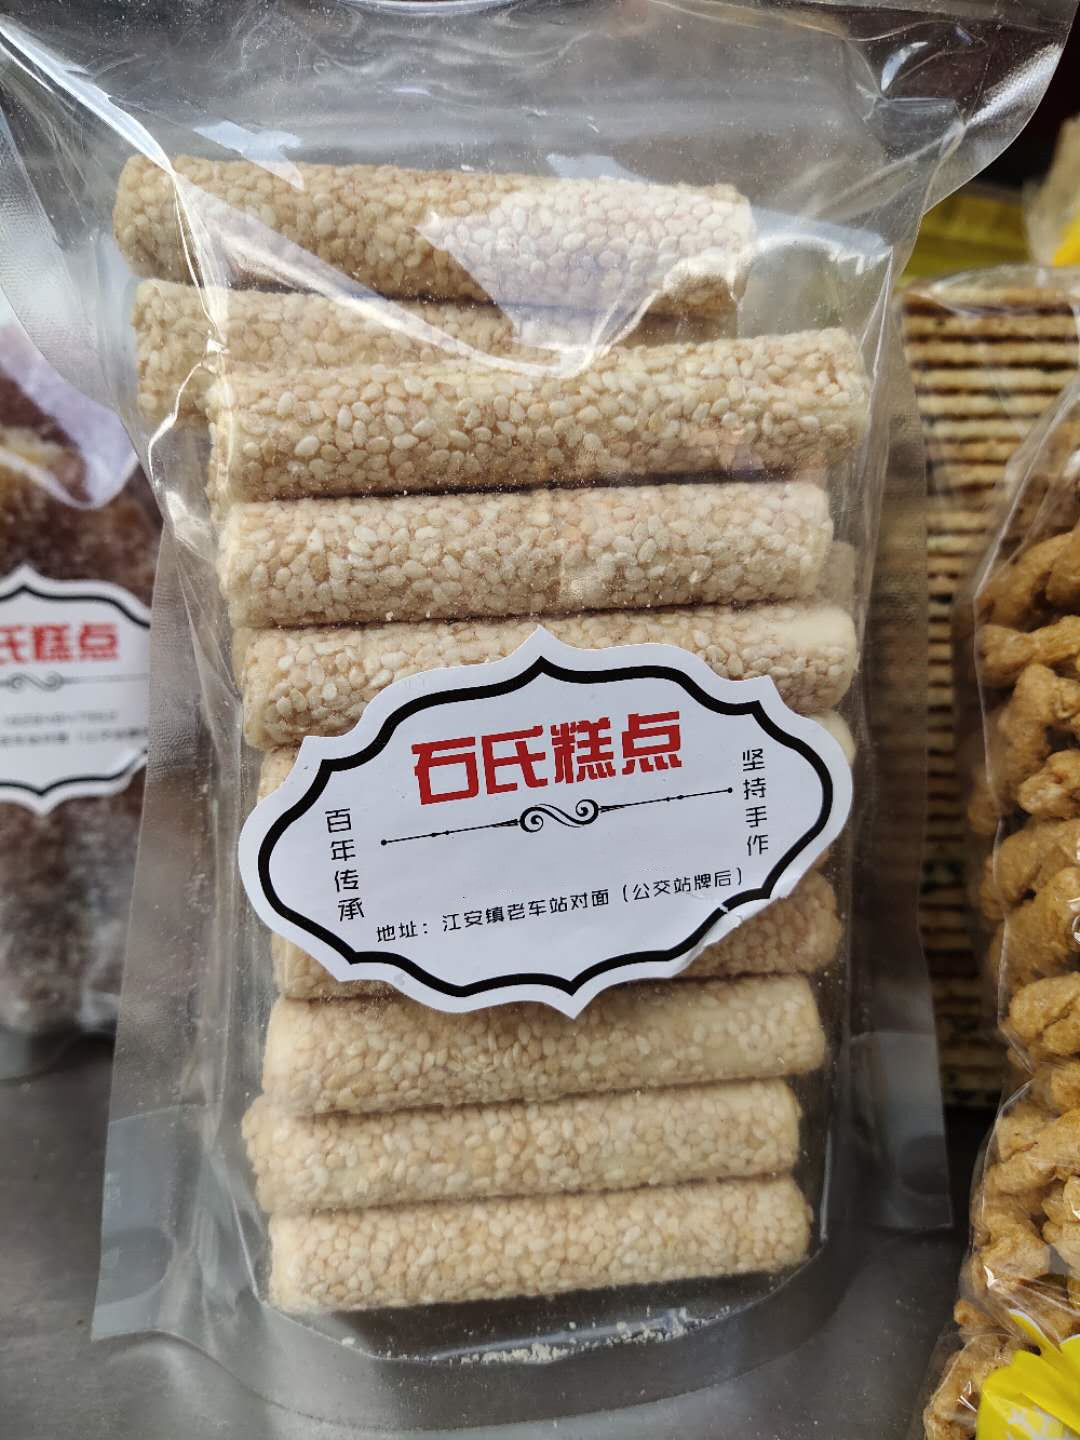 石氏糕点
百年传承
坚持手作
地址：江安镇老车站对面（公交站牌后）
氏糕点